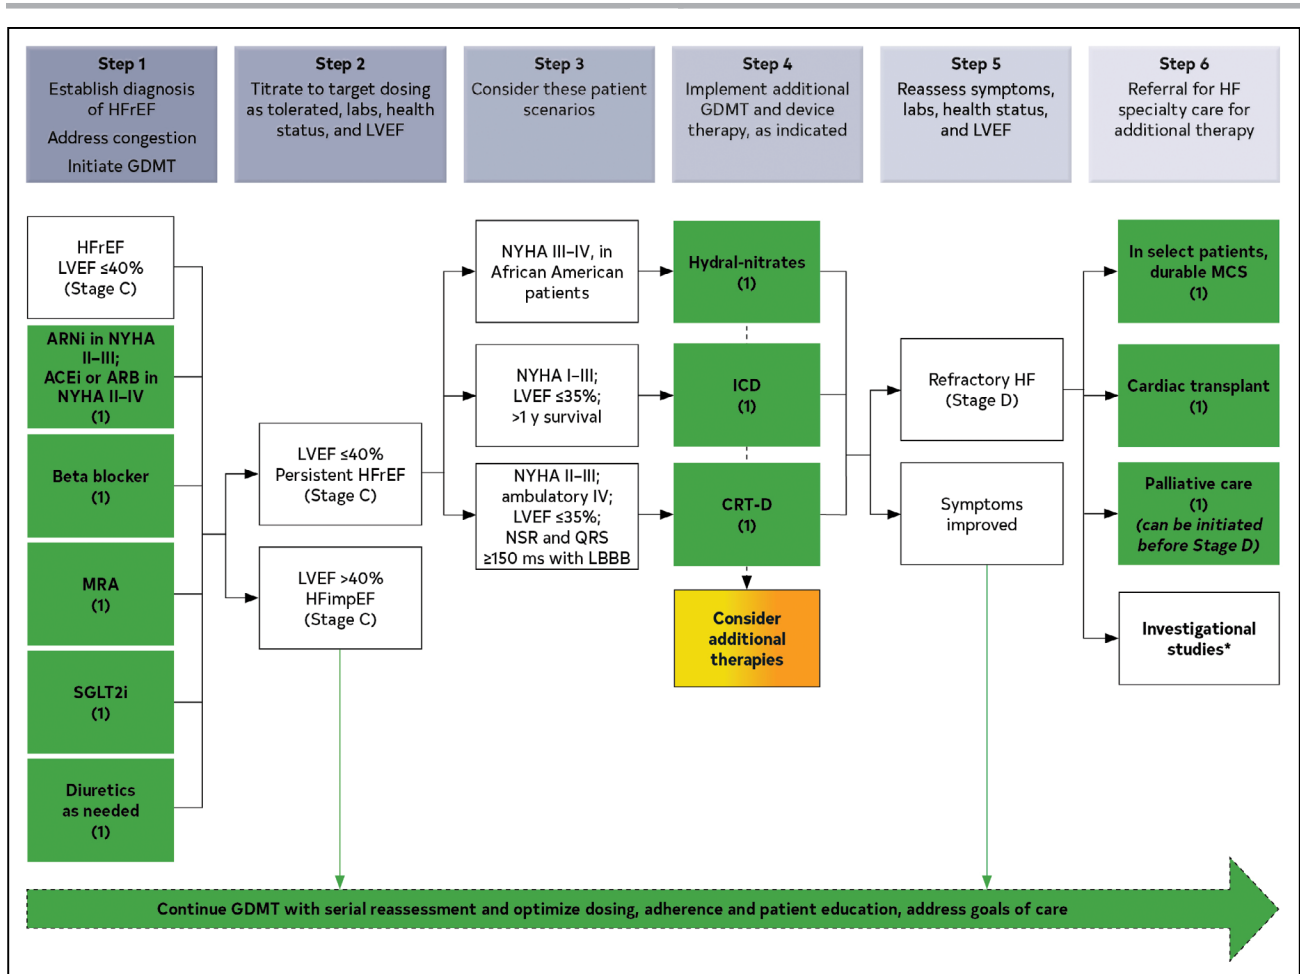 Step 1
Establish diagnosis
of HFrEF
Address congestion
Initiate GDMT
Step 2
Titrate to target dosing
as tolerated, labs, health
status, and LVEF
Step 3
Consider these patient
scenarios
Step 4
Implement additional
GDMT and device
therapy, as indicated
Step 5
Reassess symptoms,
labs, health status,
and LVEF
Step 6
Referral for HF
specialty care for
additional therapy
HFrEF
LVEF ≤40%
(Stage C)
ARNi in NYHA
II–III;
ACEi or ARB in
NYHA II–IV
(1)
Beta blocker
(1)
MRA
(1)
SGLT2i
(1)
Diuretics
as needed
(1)
LVEF ≤40%
Persistent HFrEF
(Stage C)
LVEF >40%
HFimpEF
(Stage C)
NYHA III–IV, in
African American
patients
NYHA I–III;
LVEF ≤35%;
>1 y survival
NYHA II–III;
ambulatory IV;
LVEF ≤35%;
NSR and QRS
≥150 ms with LBBB
Hydral-nitrates
(1)
ICD
(1)
CRT-D
(1)
Consider
additional
therapies
Refractory HF
(Stage D)
Symptoms
improved
In select patients,
durable MCS
(1)
Cardiac transplant
(1)
Palliative care
(1)
(can be initiated
before Stage D)
Investigational
studies*
Continue GDMT with serial reassessment and optimize dosing, adherence and patient education, address goals of care